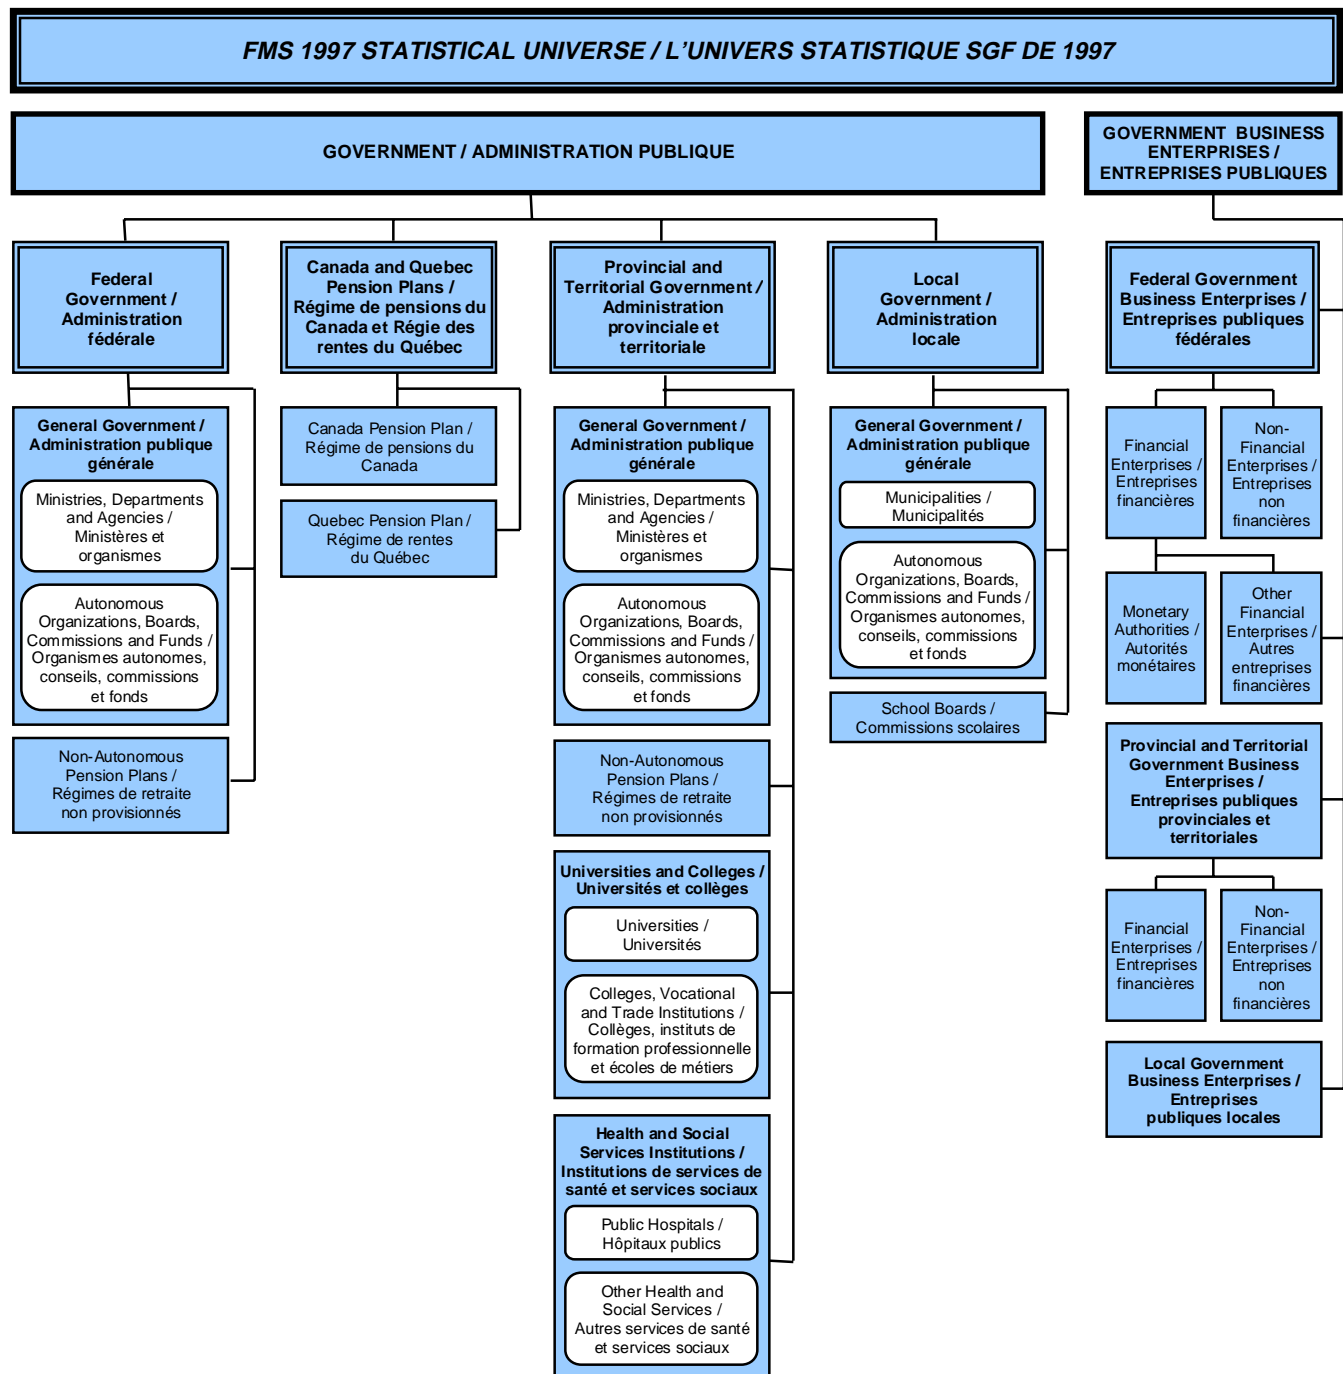 FMS 1997 STATISTICAL UNIVERSE / L'UNIVERS STATISTIQUE SGF DE 1997
GOVERNMENT / ADMINISTRATION PUBLIQUE
GOVERNMENT BUSINESS
ENTERPRISES /
ENTREPRISES PUBLIQUES
Federal
Government /
Administration
fédérale
Canada and Quebec
Pension Plans /
Régime de pensions du
Canada et Régie des
rentes du Québec
Provincial and
Territorial Government /
Administration
provinciale et
territoriale
Local
Government /
Administration
locale
Federal Government
Business Enterprises /
Entreprises publiques
fédérales
General Government /
Administration publique
générale
Ministries, Departments
and Agencies /
Ministères et
organismes
Autonomous
Organizations, Boards,
Commissions and Funds /
Organismes autonomes,
conseils, commissions
et fonds
Non-Autonomous
Pension Plans /
Régimes de retraite
non provisionnés
Canada Pension Plan /
Régime de pensions du
Canada
Quebec Pension Plan /
Régime de rentes
du Québec
General Government /
Administration publique
générale
Ministries, Departments
and Agencies /
Ministères et
organismes
Autonomous
Organizations, Boards,
Commissions and Funds /
Organismes autonomes,
conseils, commissions
et fonds
Non-Autonomous
Pension Plans /
Régimes de retraite
non provisionnés
Universities and Colleges /
Universités et collèges
Universities /
Universités
Colleges, Vocational
and Trade Institutions /
Collèges, instituts de
formation professionnelle
et écoles de métiers
Health and Social
Services Institutions /
Institutions de services de
santé et services sociaux
Public Hospitals /
Hôpitaux publics
Other Health and
Social Services /
Autres services de santé
et services sociaux
General Government /
Administration publique
générale
Municipalities /
Municipalités
Autonomous
Organizations, Boards,
Commissions and Funds /
Organismes autonomes,
conseils, commissions
et fonds
School Boards /
Commissions scolaires
Financial
Enterprises /
Entreprises
financières
Non-
Financial
Enterprises /
Entreprises
non
financières
Monetary
Authorities /
Autorités
monétaires
Other
Financial
Enterprises /
Autres
entreprises
financières
Provincial and Territorial
Government Business
Enterprises /
Entreprises publiques
provinciales et
territoriales
Financial
Enterprises /
Entreprises
financières
Non-
Financial
Enterprises /
Entreprises
non
financières
Local Government
Business Enterprises /
Entreprises
publiques locales